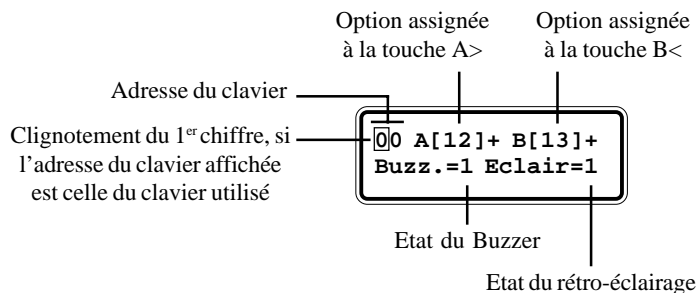 Option assignée
à la touche A>
Option assignée
à la touche B<
Adresse du clavier
Clignotement du 1er chiffre, si
l'adresse du clavier affichée
est celle du clavier utilisé
00 A[12]+ B[13]+
Buzz.=1 Eclair=1
Etat du Buzzer
Etat du rétro-éclairage